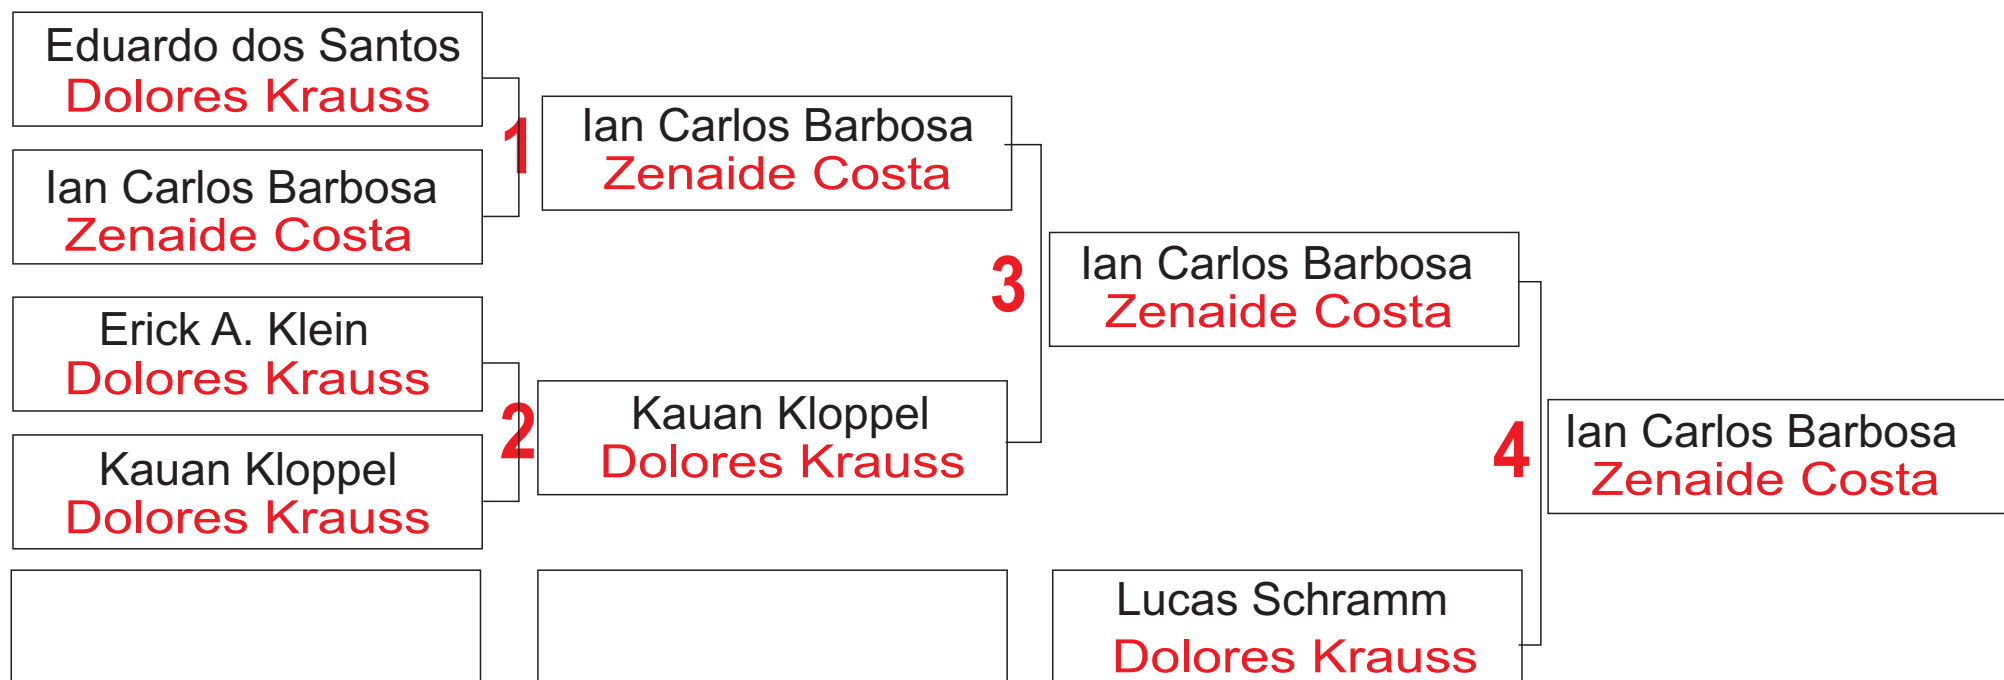 Eduardo dos Santos
Dolores Krauss
Ian Carlos Barbosa
Zenaide Costa
1
Erick A. Klein
Dolores Krauss
Kauan Kloppel
Dolores Krauss
2
Ian Carlos Barbosa
Zenaide Costa
Kauan Kloppel
Dolores Krauss
3
Ian Carlos Barbosa
Zenaide Costa
Lucas Schramm
Dolores Krauss
4
Ian Carlos Barbosa
Zenaide Costa